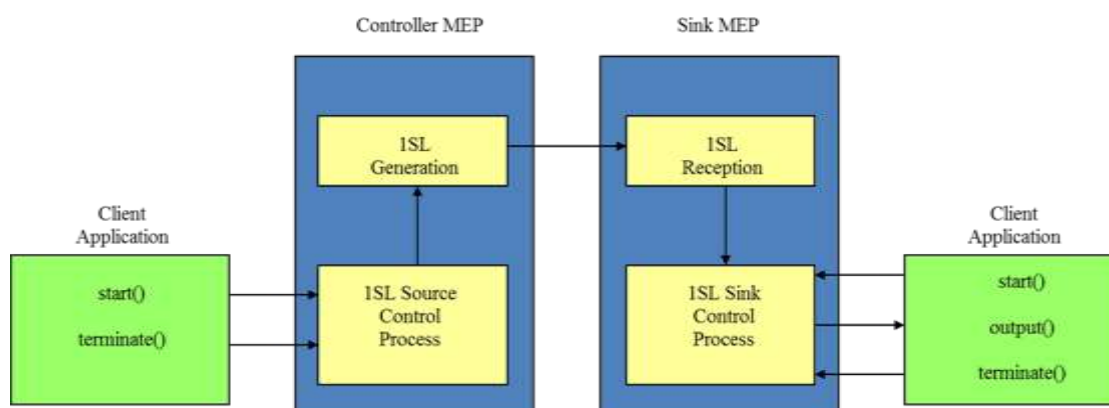 Controller MEP
Sink MEP
1SL
Generation
1SL
Reception
Client
Application
start()
terminate()
1SL Source
Control
Process
1SL Sink
Control
Process
Client
Application
start()
output()
terminate()